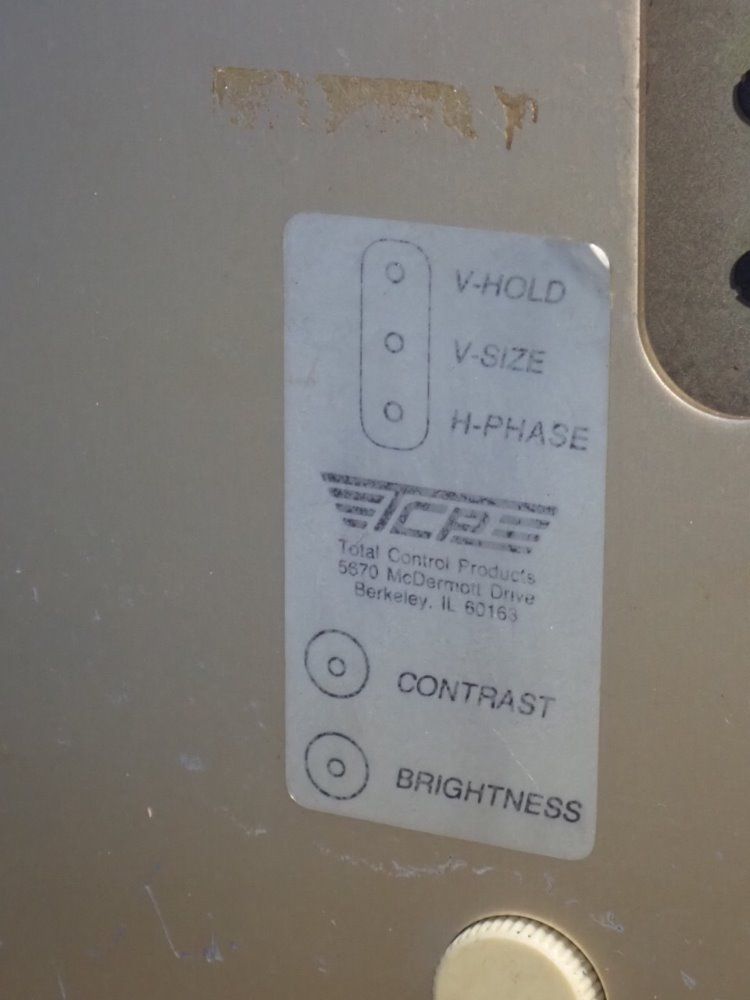 V-HOLD
V-SIZE
H-PHASE
TCP
Total Control Products
5870 McDermott Drive
Berkeley, IL 60163
CONTRAST
BRIGHTNESS